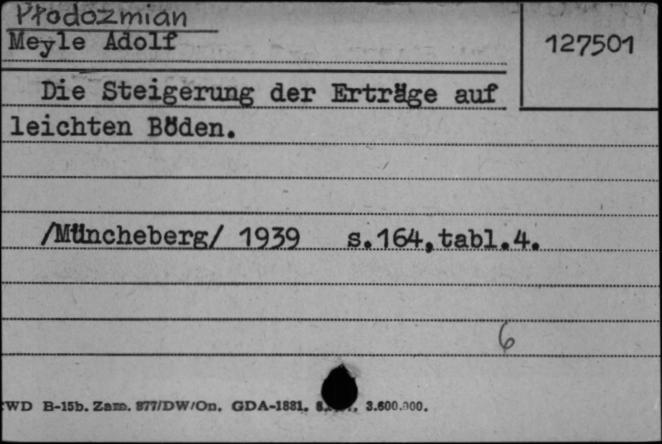 Płodozmian
Meyle Adolf
127501
Die Steigerung der Erträge auf
leichten Böden.
/Müncheberg/ 1939 s.164,tabl.4.
6
WD B-15b. Zam. 877/DW/On. GDA-1881. 3.600.000.